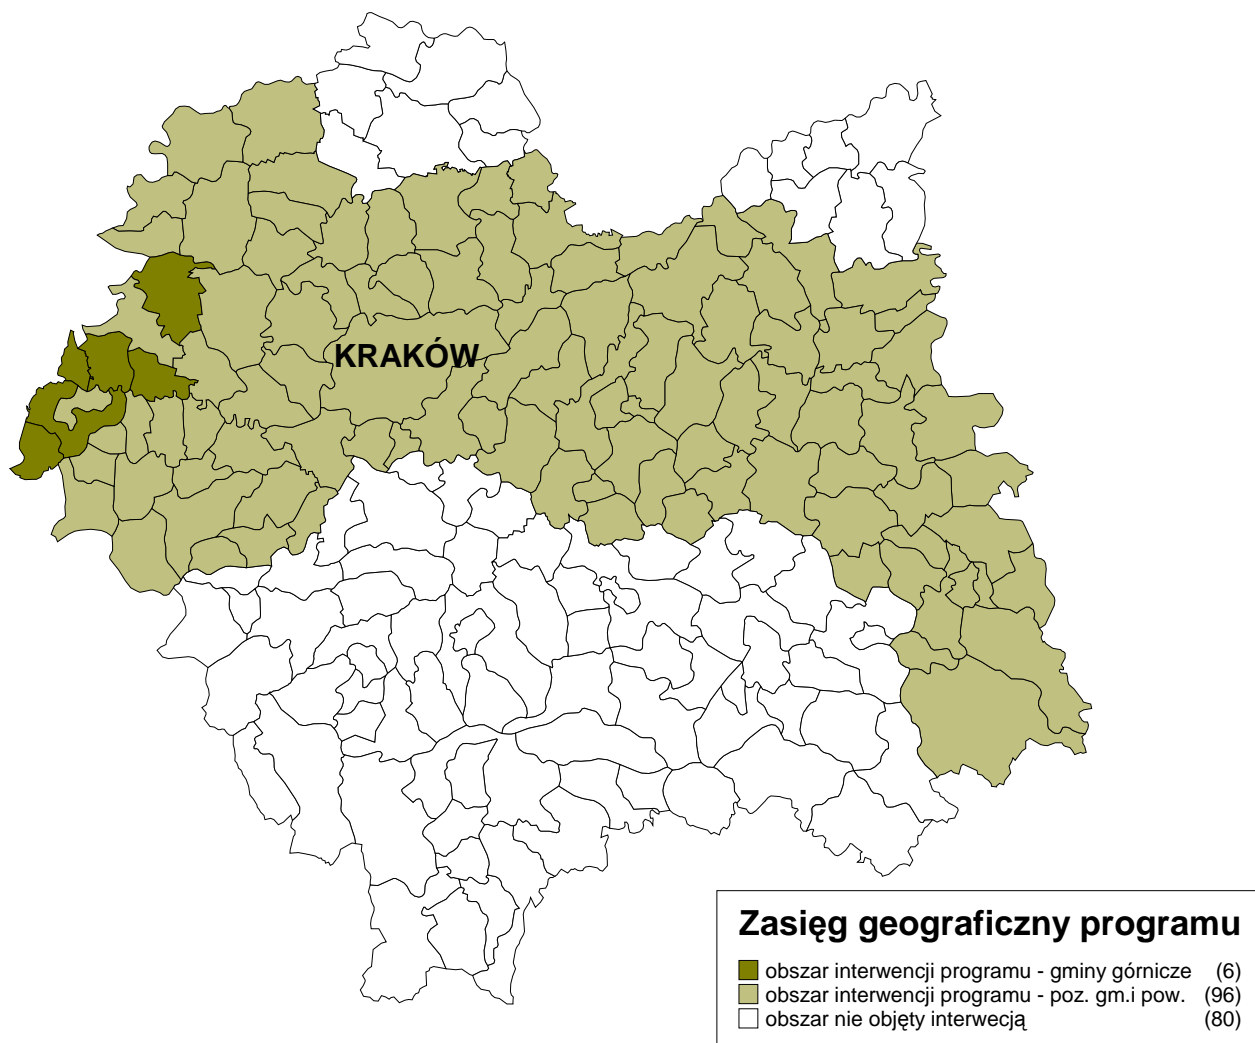 KRAKÓW
Zasięg geograficzny programu
obszar interwencji programu - gminy górnicze (6)
obszar interwencji programu - poz. gm.i pow. (96)
obszar nie objęty interwecją (80)